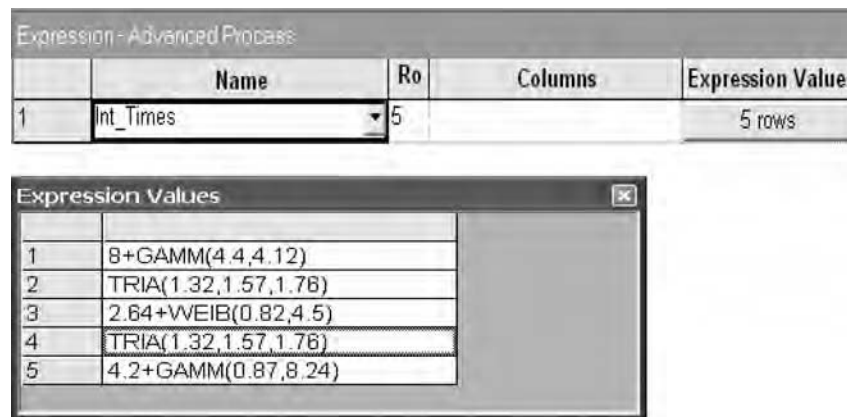 Expression - Advanced Process
Name Ro Columns Expression Value
1 Int_Times 5 5 rows
Expression Values
1 8+GAMM(4.4,4.12)
2 TRIA(1.32,1.57,1.76)
3 2.64+WEIB(0.82,4.5)
4 TRIA(1.32,1.57,1.76)
5 4.2+GAMM(0.87,8.24)